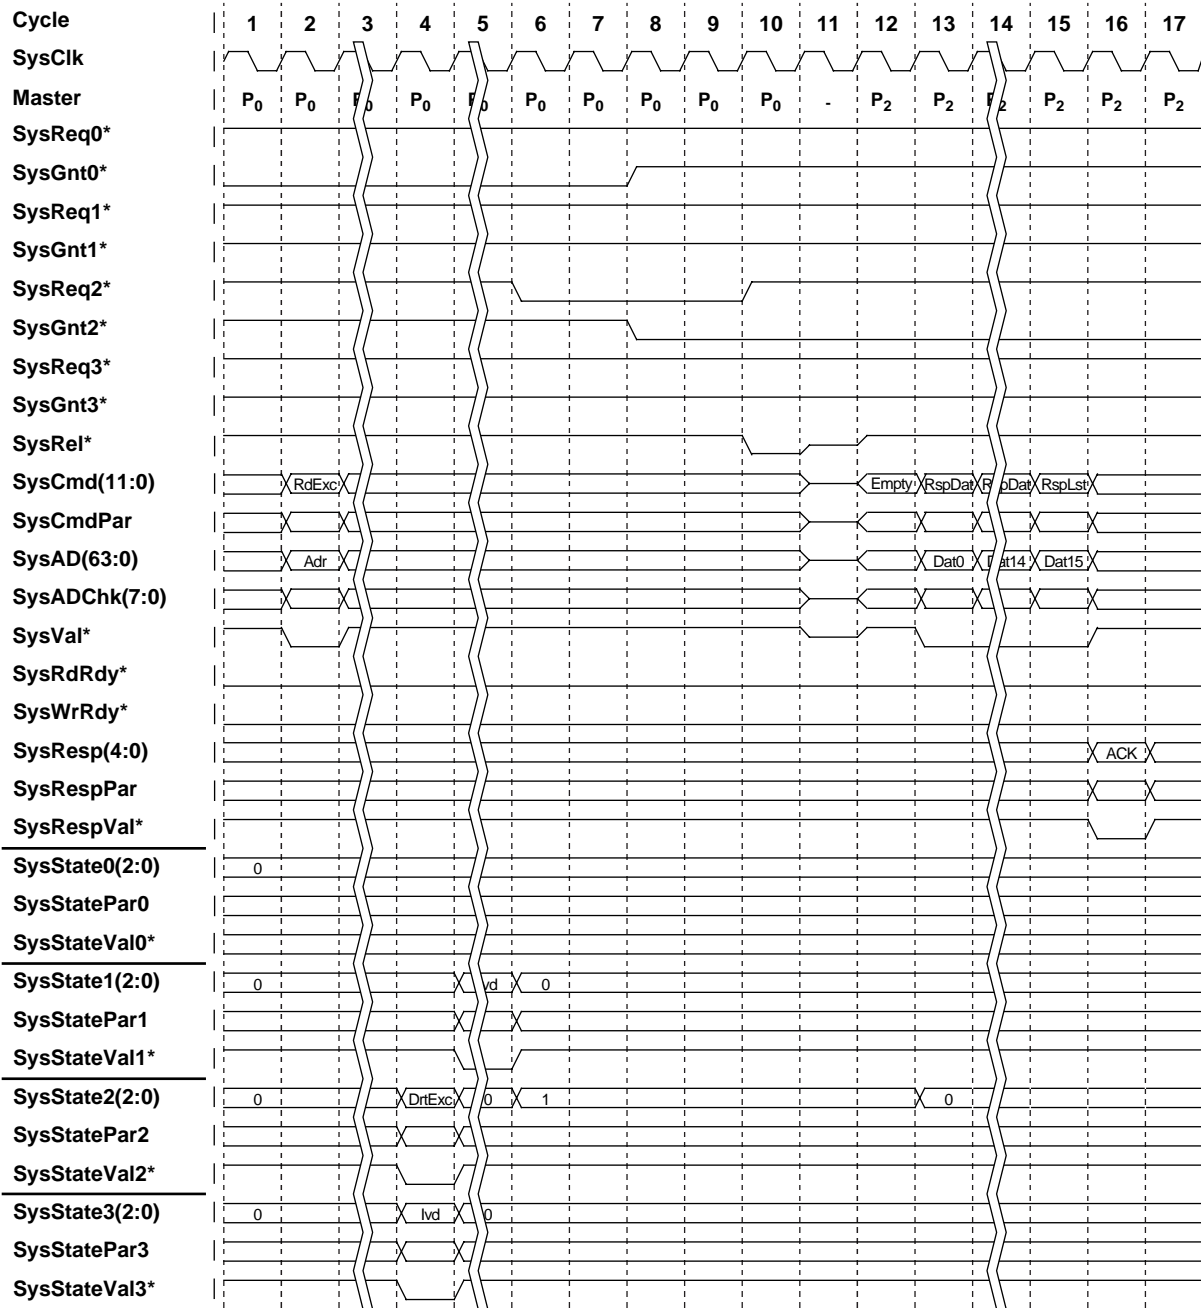 Cycle 1 2 3 4 5 6 7 8 9 10 11 12 13 14 15 16 17
SysClk
Master P0 P0 P0 P0 P0 P0 P0 P0 P0 P0 - P2 P2 P2 P2 P2 P2
SysReq0*
SysGnt0*
SysReq1*
SysGnt1*
SysReq2*
SysGnt2*
SysReq3*
SysGnt3*
SysRel*
SysCmd(11:0) RdExc Empty RspDat RspDat RspLst
SysCmdPar
SysAD(63:0) Adr Dat0 Dat14 Dat15
SysADChk(7:0)
SysVal*
SysRdRdy*
SysWrRdy*
SysResp(4:0) ACK
SysRespPar
SysRespVal*
SysState0(2:0) 0
SysStatePar0
SysStateVal0*
SysState1(2:0) 0 Ivd 0
SysStatePar1
SysStateVal1*
SysState2(2:0) 0 DrtExc 0 1 0
SysStatePar2
SysStateVal2*
SysState3(2:0) 0 Ivd 0
SysStatePar3
SysStateVal3*